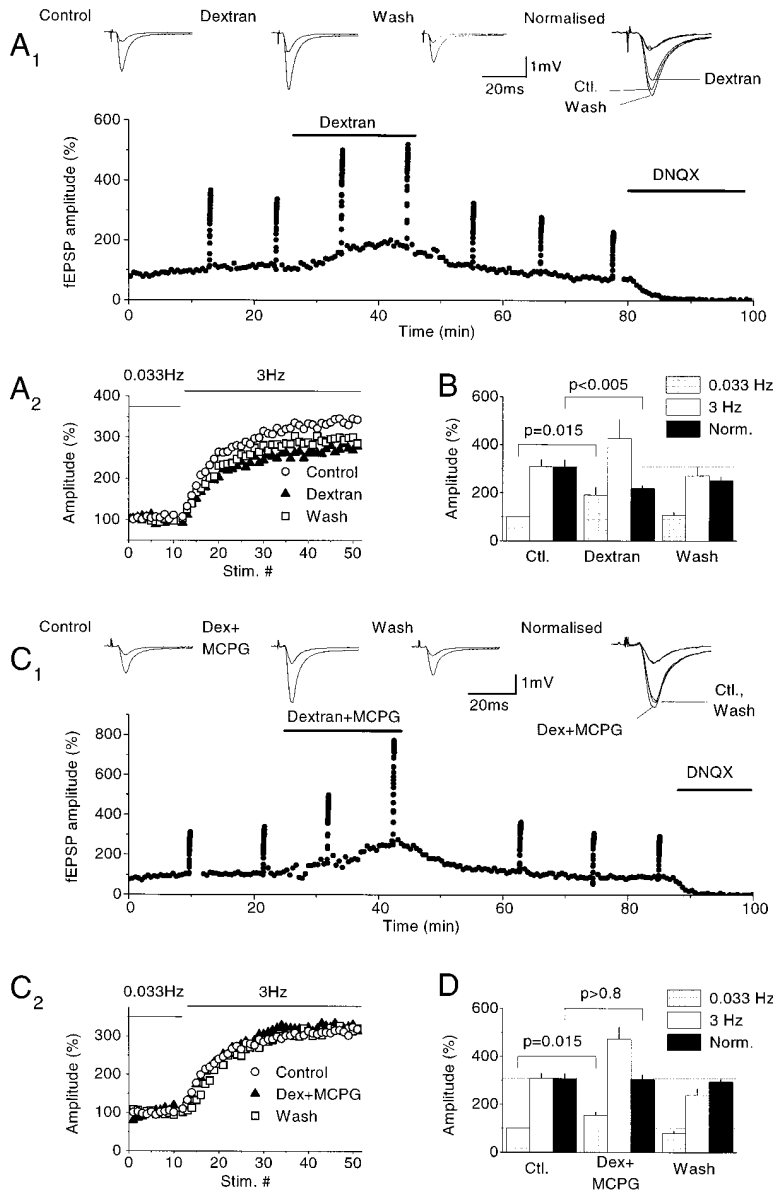 Control Dextran Wash Normalised
A1
1mV
20ms
Dextran
Ctl.
Wash
600
400
200
0
fEPSP amplitude (%)
Dextran
DNQX
0 20 40 60 80 100
Time (min)
A2
0.033Hz 3Hz
400
300
200
100
0
Amplitude (%)
Control
Dextran
Wash
0 10 20 30 40 50
Stim. #
B
600
400
200
0
Amplitude (%)
p<0.005
p=0.015
0.033 Hz
3 Hz
Norm.
Ctl. Dextran Wash
Control Dex+ MCPG Wash Normalised
C1
1mV
20ms
Ctl.,
Wash
Dex+MCPG
800
600
400
200
0
fEPSP amplitude (%)
Dextran+MCPG
DNQX
0 20 40 60 80 100
Time (min)
C2
0.033Hz 3Hz
300
200
100
0
Amplitude (%)
Control
Dex+MCPG
Wash
0 10 20 30 40 50
Stim. #
D
600
400
200
0
Amplitude (%)
p>0.8
p=0.015
0.033 Hz
3 Hz
Norm.
Ctl. Dex+ MCPG Wash